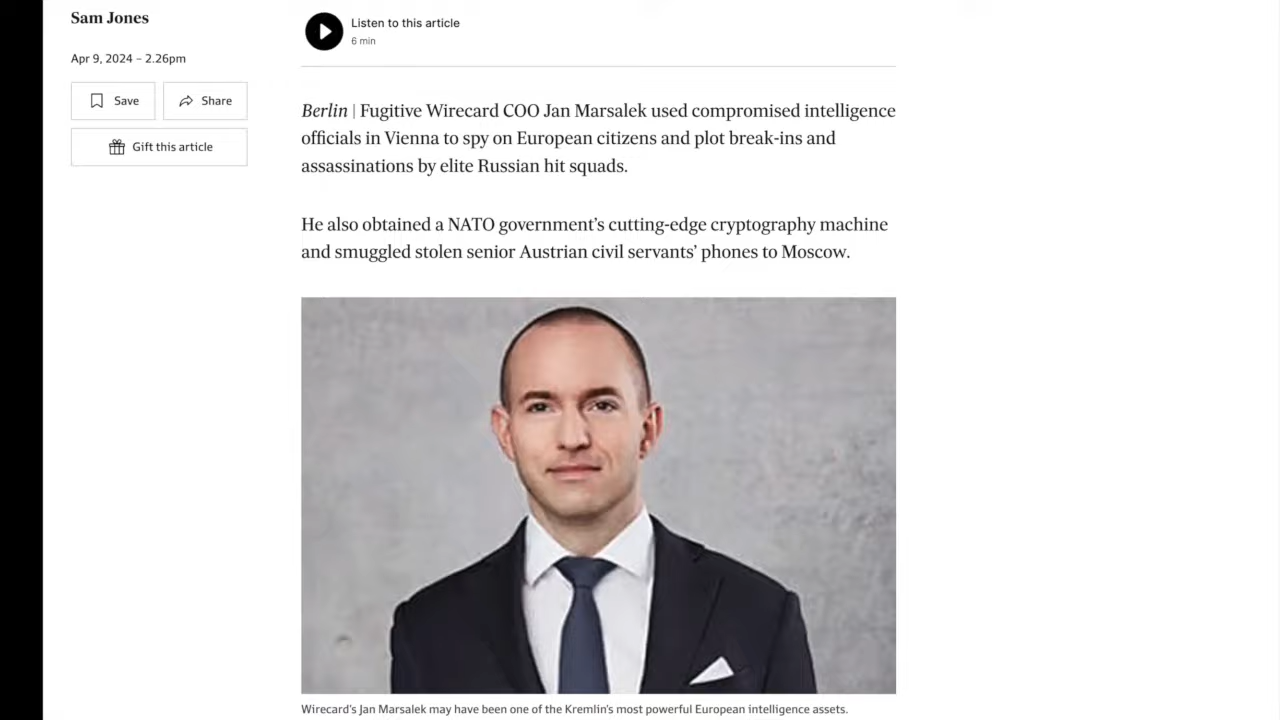 Sam Jones
Apr 9, 2024 – 2.26pm
Save
Share
Gift this article
Listen to this article
6 min
Berlin | Fugitive Wirecard COO Jan Marsalek used compromised intelligence
officials in Vienna to spy on European citizens and plot break-ins and
assassinations by elite Russian hit squads.
He also obtained a NATO government’s cutting-edge cryptography machine
and smuggled stolen senior Austrian civil servants’ phones to Moscow.
Wirecard’s Jan Marsalek may have been one of the Kremlin’s most powerful European intelligence assets.